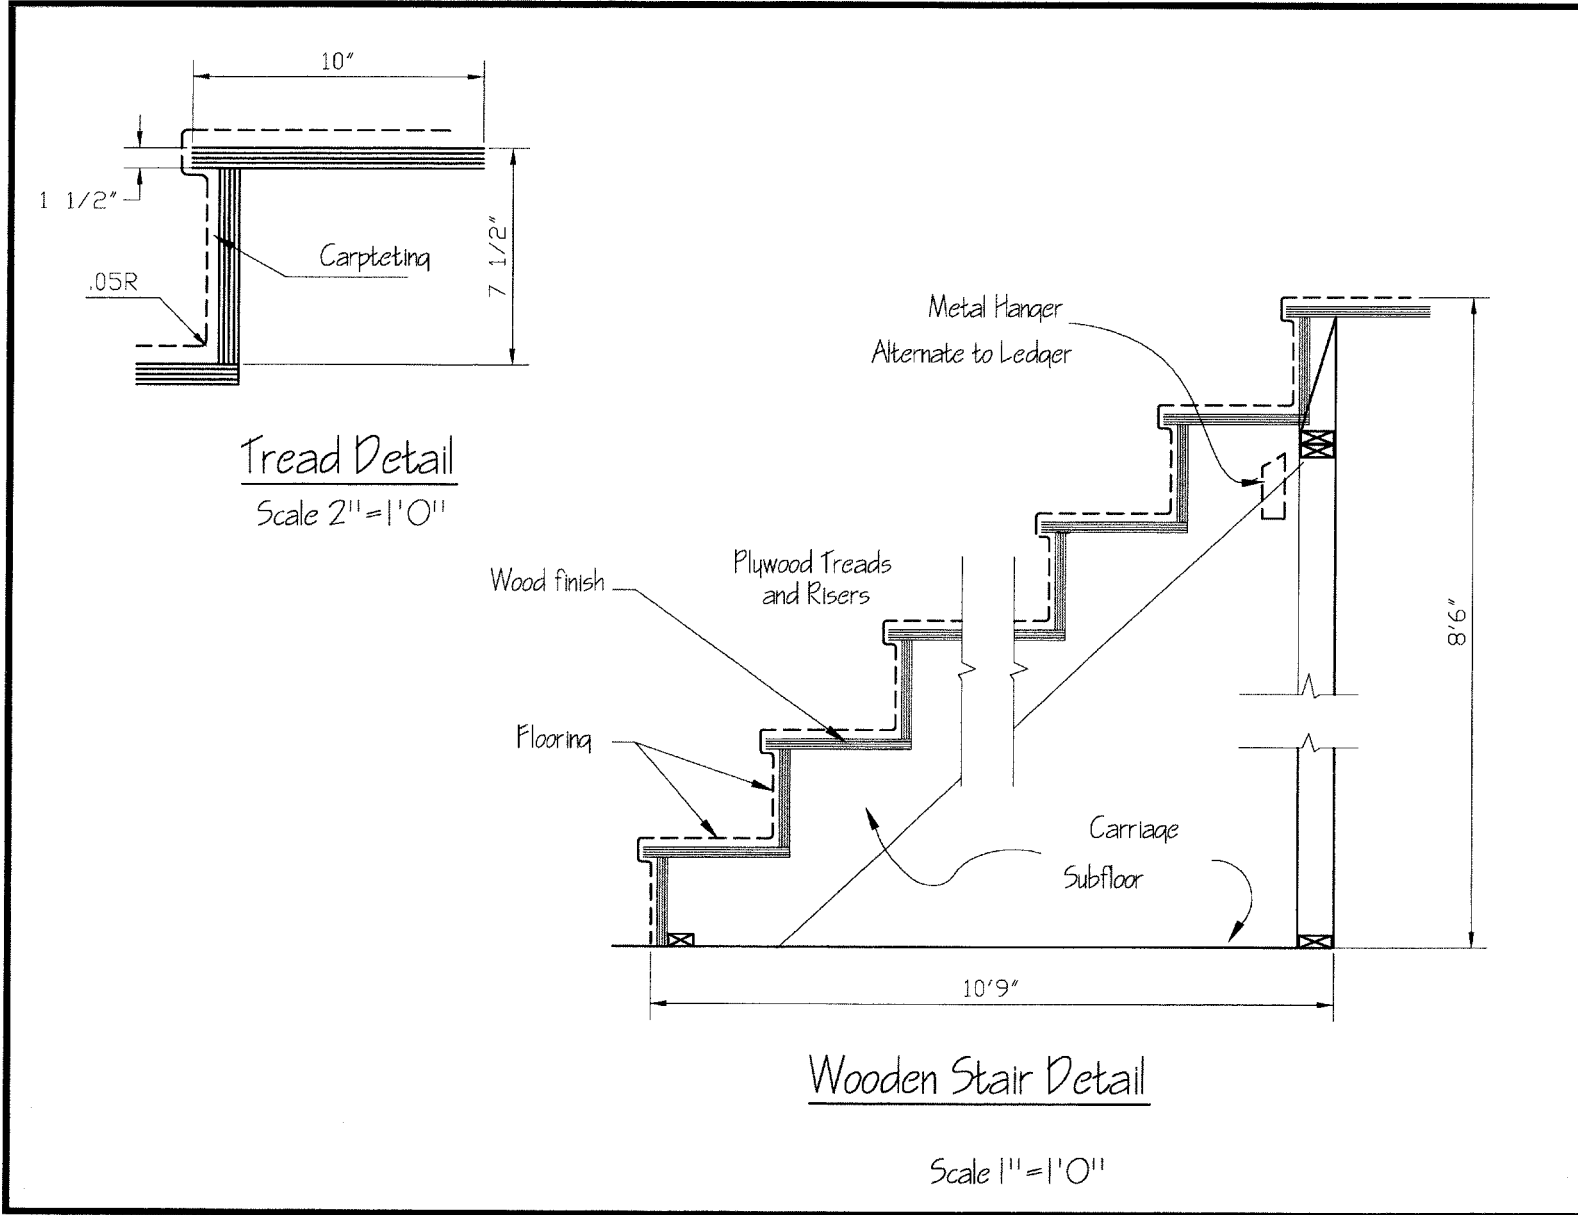 10"
1 1/2"
Carpteting
.05R
7 1/2"
Tread Detail
Scale 2"=1'0"
Metal Hanger
Alternate to Ledger
Plywood Treads
and Risers
Wood finish
Flooring
8'6"
Carriage
Subfloor
10'9"
Wooden Stair Detail
Scale 1"=1'0"